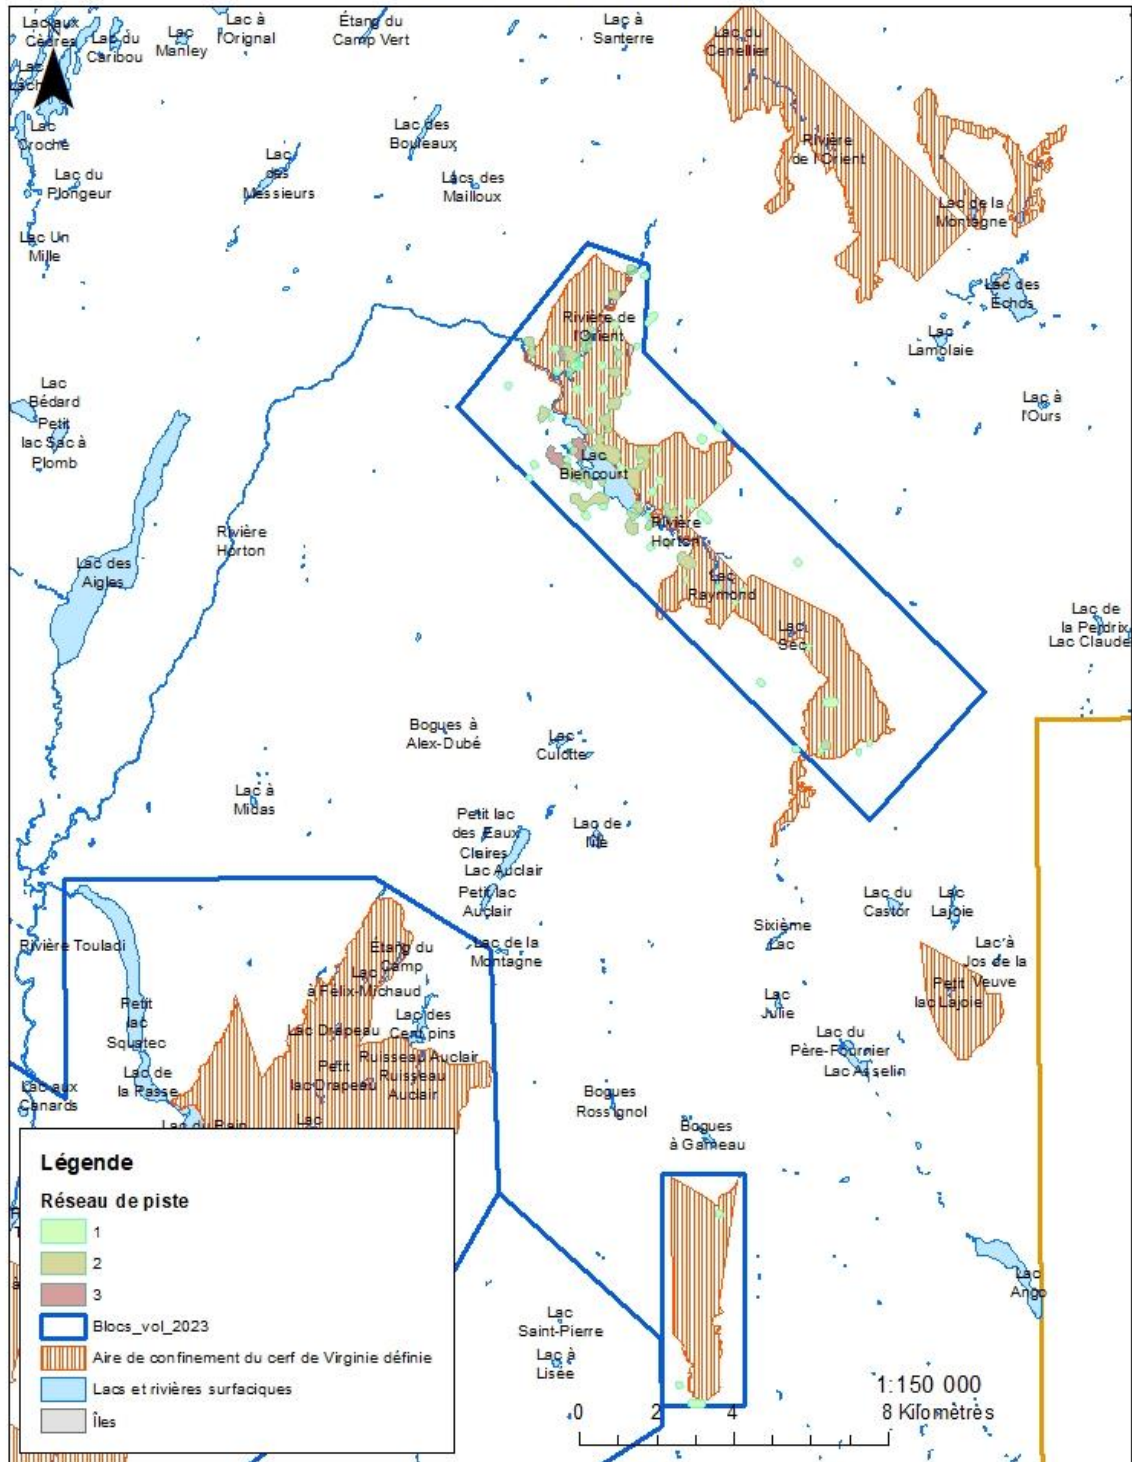 Lac aux
Cèdres
Lac du
Caribou
Lac
Manley
Lac à
l'Orignal
Étang du
Camp Vert
Lac à
Santerre
Lac du
Cenellier
N
Lac
Lac
Croche
Lac du
Plongeur
Lac Un
Mille
Lac
des
Messieurs
Lac des
Bouleaux
Lacs des
Mailloux
Rivière
de l'Orient
Lac de la
Montagne
Lac des
Échos
Lac
Lamolaie
Lac à
l'Ours
Rivière de
l'Orient
Lac
Bédard
Petit
lac Sac à
Plomb
Lac
Biencourt
Rivière
Horton
Rivière
Horton
Lac des
Aigles
Lac
Raymond
Lac
Sec
Lac de
la Perdrix
Lac Claude
Bogues à
Alex-Dubé
Lac
Culotte
Lac à
Midas
Petit lac
des Eaux
Claires
Lac Auclair
Petit lac
Auclair
Lac de
l'Île
Lac du
Castor
Lac
Lajoie
Sixième
Lac
Lac à
Jos de la
Veuve
Petit
lac Lajoie
Lac
Julie
Lac du
Père-Fournier
Lac Asselin
Rivière Touladi
Étang du
Camp
Lac
à Félix-Michaud
Lac de la
Montagne
Petit
lac
Squatec
Lac Drapeau
Lac des
Cent pins
Ruisseau Auclair
Petit
lac Drapeau
Ruisseau
Auclair
Lac de
la Passe
Lac aux
Canards
Lac du Pain
Lac
Bogues
Rossignol
Bogues
à Garneau
Lac
Ango
Lac
Saint-Pierre
Lac à
Lisée
Légende
Réseau de piste
1
2
3
Blocs_vol_2023
Aire de confinement du cerf de Virginie définie
Lacs et rivières surfaciques
Îles
1:150 000
0 2 4 8 Kilomètres